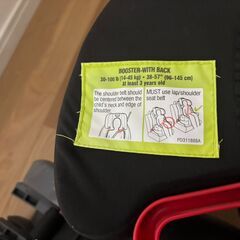 BOOSTER-WITH BACK
30-100 lb (14-45 kg) • 38-57" (96-145 cm)
At least 3 years old
The shoulder belt should
be centered between the
child's neck and edge of
shoulder.
MUST use lap/shoulder
seat belt
PD311888A